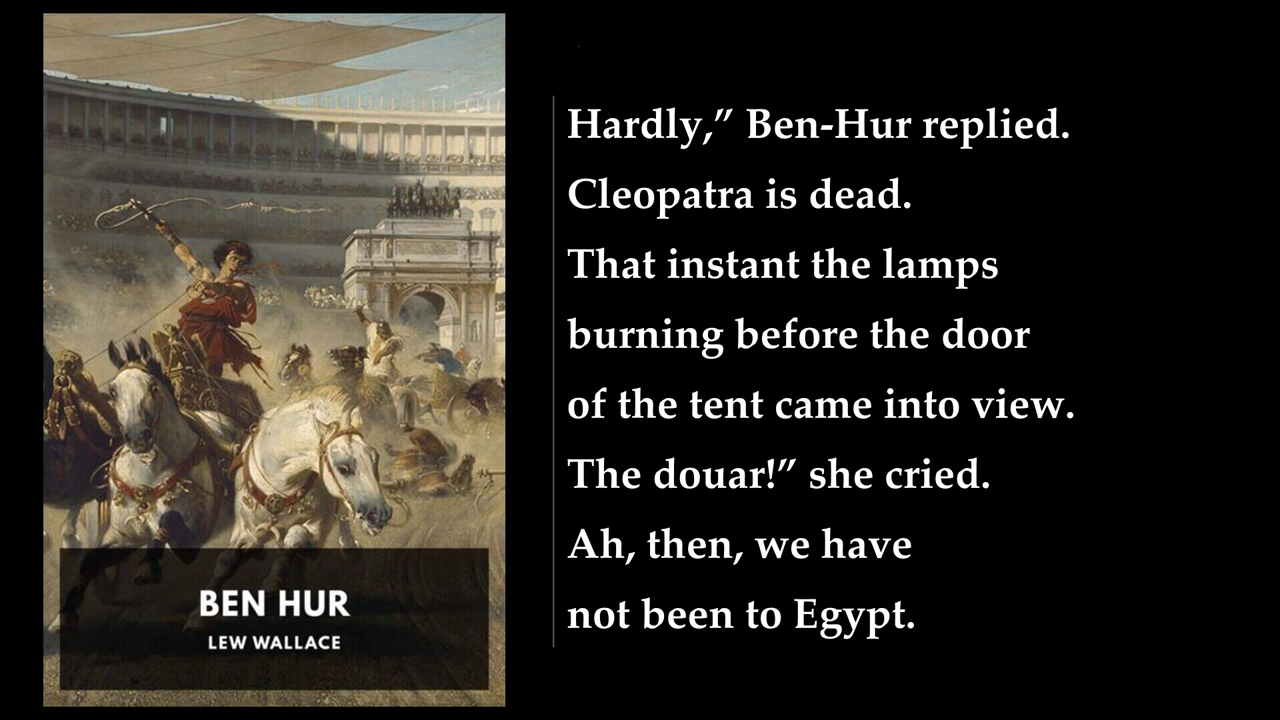 BEN HUR
LEW WALLACE
Hardly,” Ben-Hur replied.
Cleopatra is dead.
That instant the lamps
burning before the door
of the tent came into view.
The douar!” she cried.
Ah, then, we have
not been to Egypt.